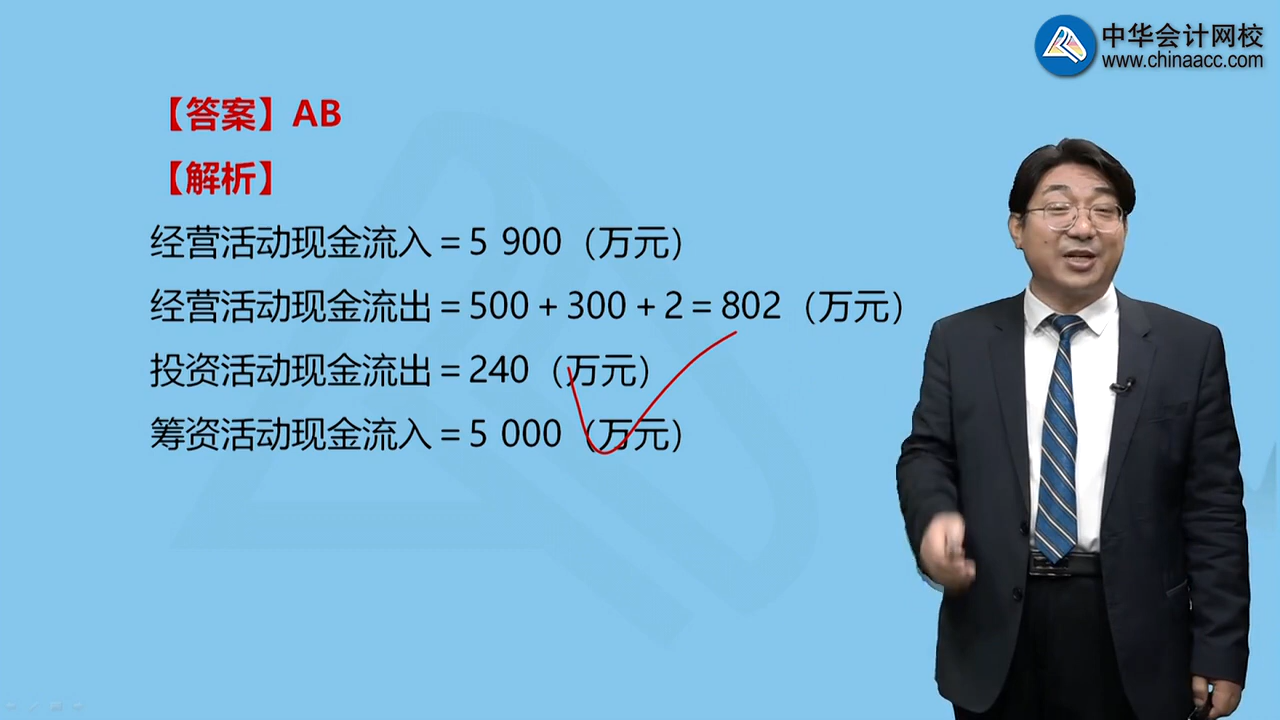 中华会计网校
www.chinaacc.com
【答案】AB
【解析】
经营活动现金流入＝5 900（万元）
经营活动现金流出＝500＋300＋2＝802（万元）
投资活动现金流出＝240（万元）
筹资活动现金流入＝5 000（万元）